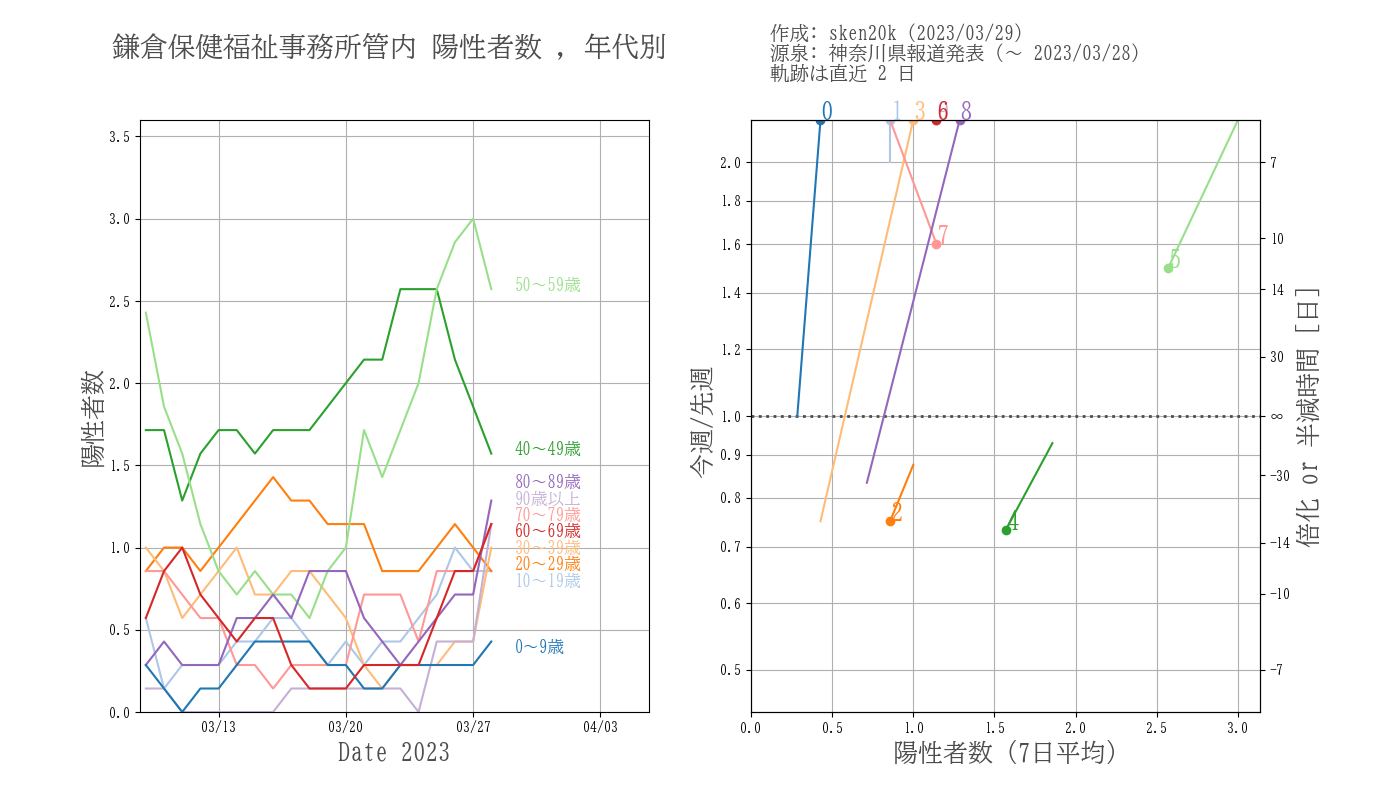 鎌倉保健福祉事務所管内 陽性者数 , 年代別
作成: sken20k (2023/03/29)
源泉: 神奈川県報道発表 (～ 2023/03/28)
軌跡は直近 2 日
陽性者数
3.5
3.0
2.5
2.0
1.5
1.0
0.5
0.0
03/13
03/20
03/27
04/03
Date 2023
50～59歳
40～49歳
80～89歳
90歳以上
70～79歳
60～69歳
30～39歳
20～29歳
10～19歳
0～9歳
今週/先週
2.0
1.8
1.6
1.4
1.2
1.0
0.9
0.8
0.7
0.6
0.5
0
1
3
6
8
7
5
2
4
0.0
0.5
1.0
1.5
2.0
2.5
3.0
陽性者数 (7日平均)
7
10
14
30
∞
−30
−14
−10
−7
倍化 or 半減時間 [日]